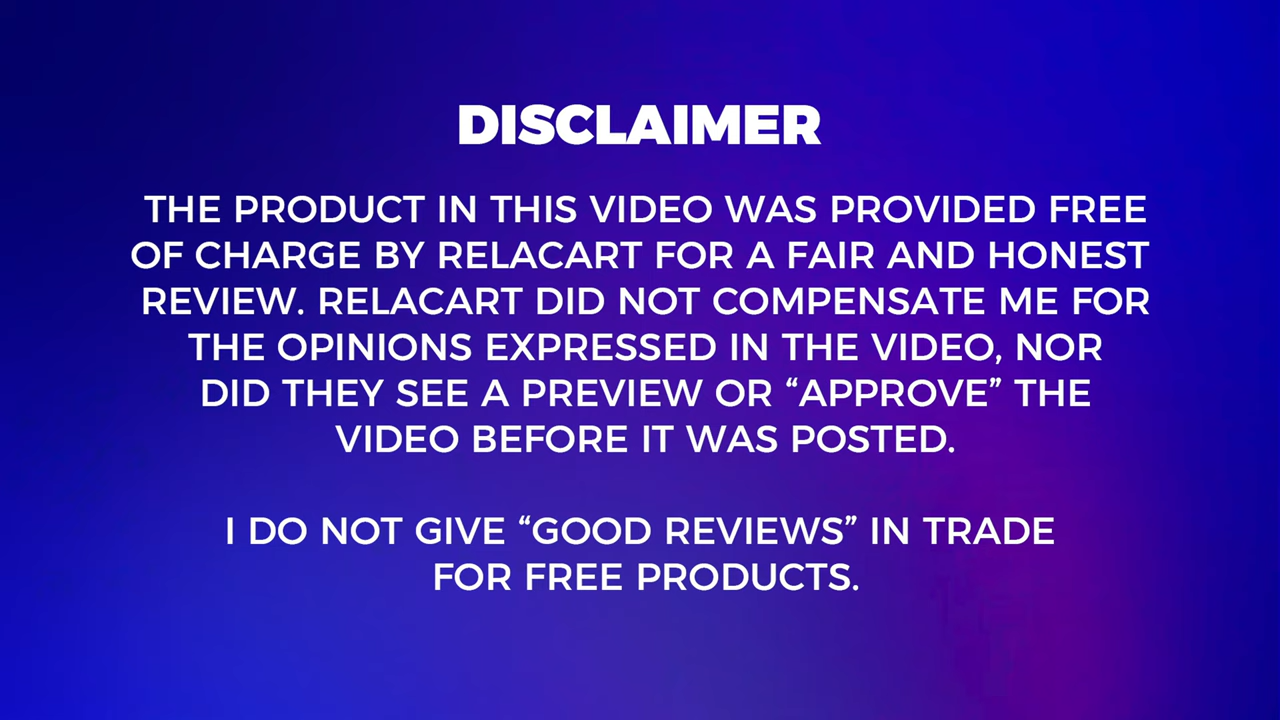 DISCLAIMER
THE PRODUCT IN THIS VIDEO WAS PROVIDED FREE
OF CHARGE BY RELACART FOR A FAIR AND HONEST
REVIEW. RELACART DID NOT COMPENSATE ME FOR
THE OPINIONS EXPRESSED IN THE VIDEO, NOR
DID THEY SEE A PREVIEW OR “APPROVE” THE
VIDEO BEFORE IT WAS POSTED.
I DO NOT GIVE “GOOD REVIEWS” IN TRADE
FOR FREE PRODUCTS.